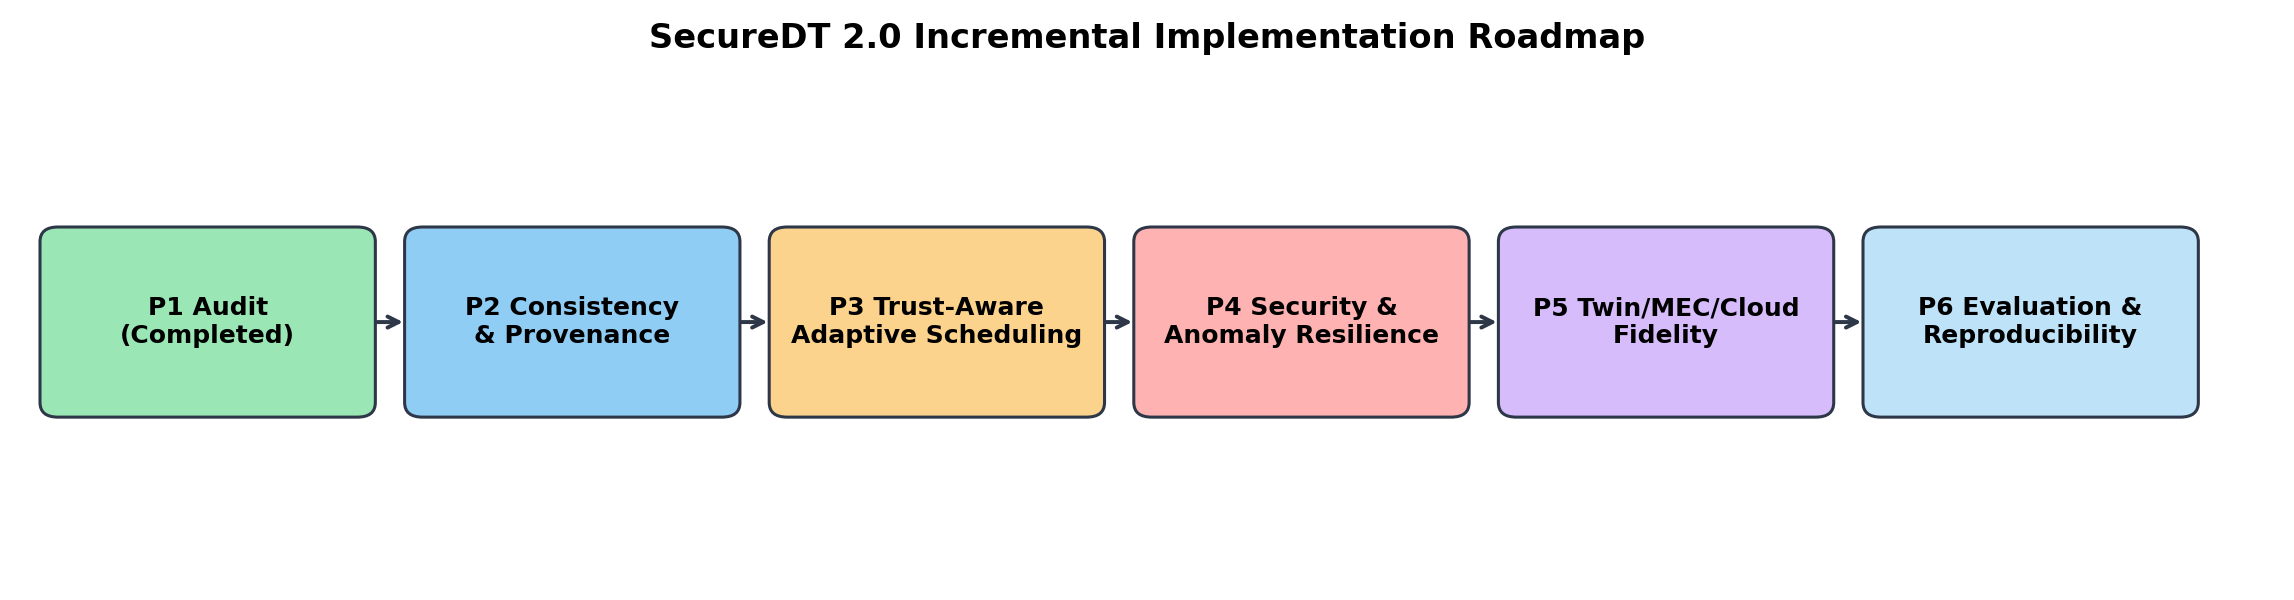 SecureDT 2.0 Incremental Implementation Roadmap
P1 Audit
(Completed)
P2 Consistency
& Provenance
P3 Trust-Aware
Adaptive Scheduling
P4 Security &
Anomaly Resilience
P5 Twin/MEC/Cloud
Fidelity
P6 Evaluation &
Reproducibility